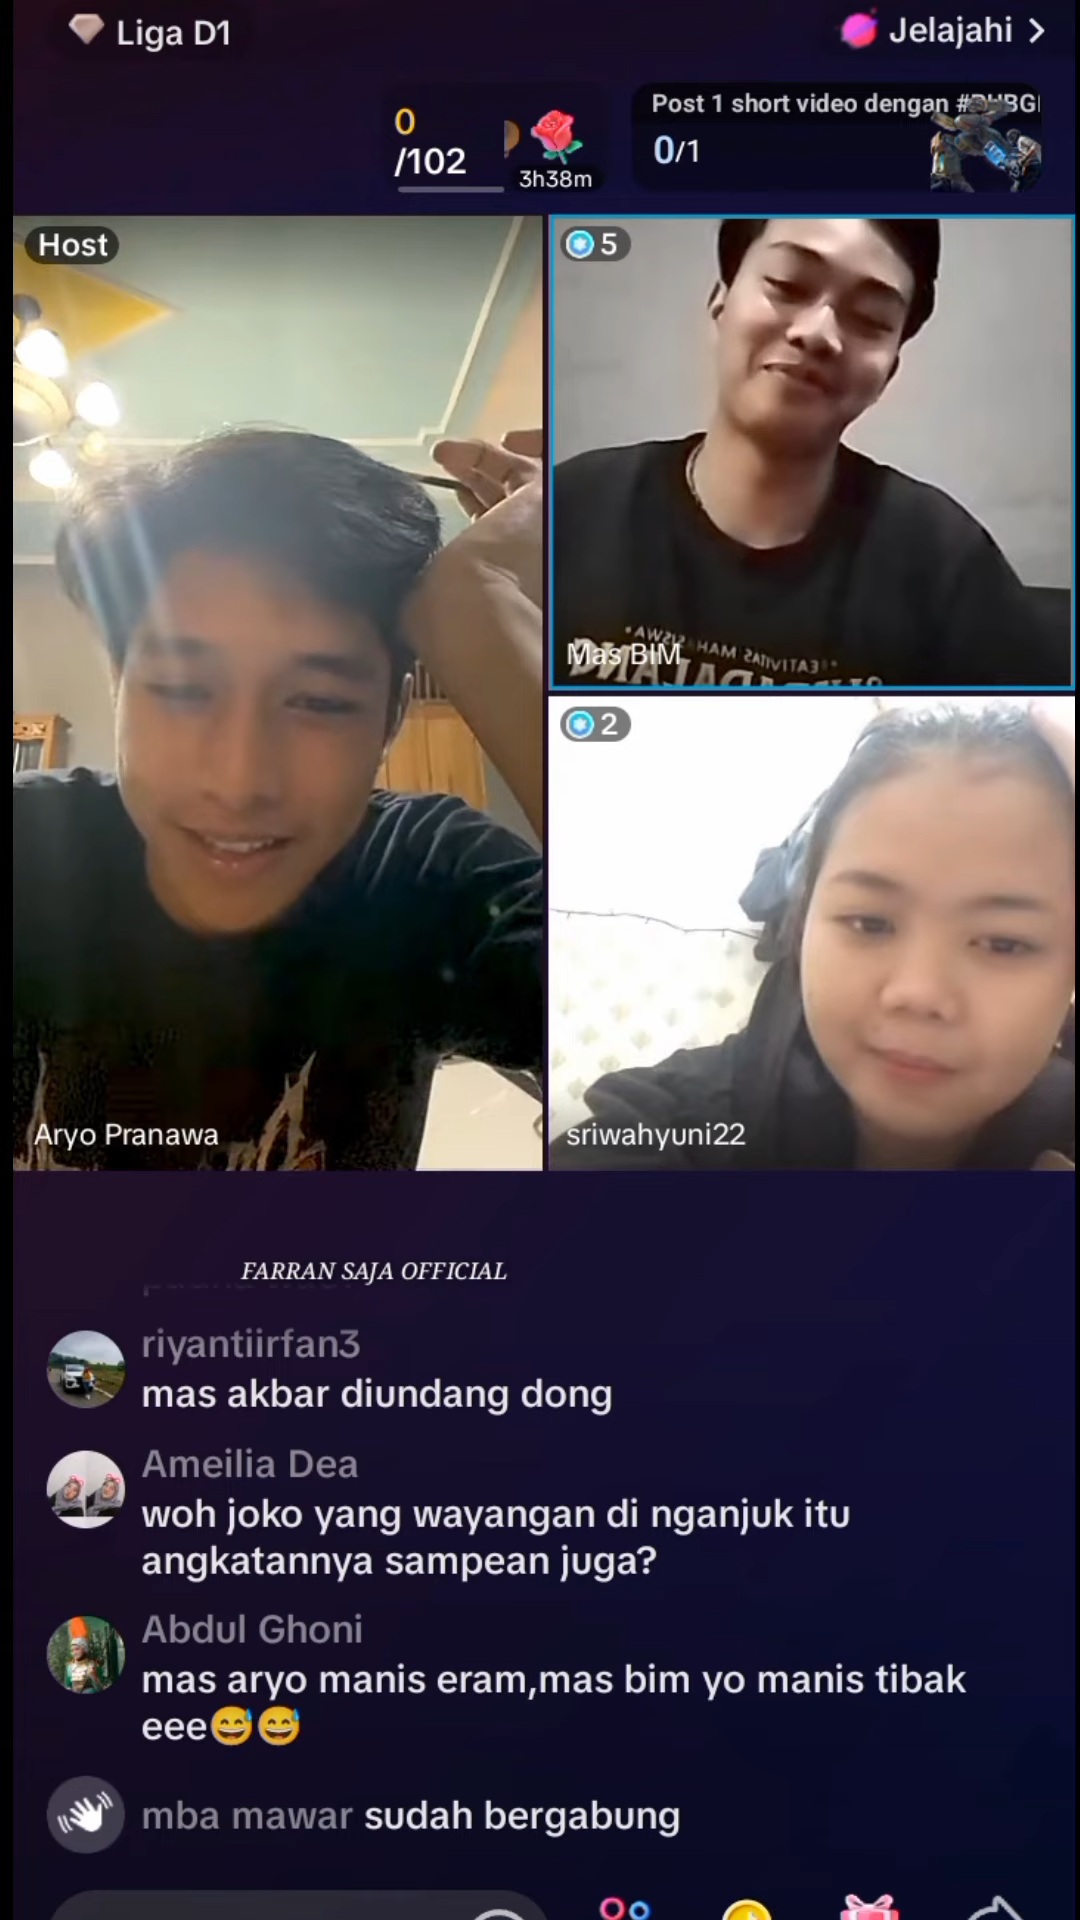 Liga D1
Jelajahi
0
/102
3h38m
Post 1 short video dengan
0/1
Host
5
Mas BIM
2
Aryo Pranawa
sriwahyuni22
FARRAN SAJA OFFICIAL
riyantiirfan3
mas akbar diundang dong
Ameilia Dea
woh joko yang wayangan di nganjuk itu
angkatannya sampean juga?
Abdul Ghoni
mas aryo manis eram,mas bim yo manis tibak
eee😅😅
mba mawar sudah bergabung